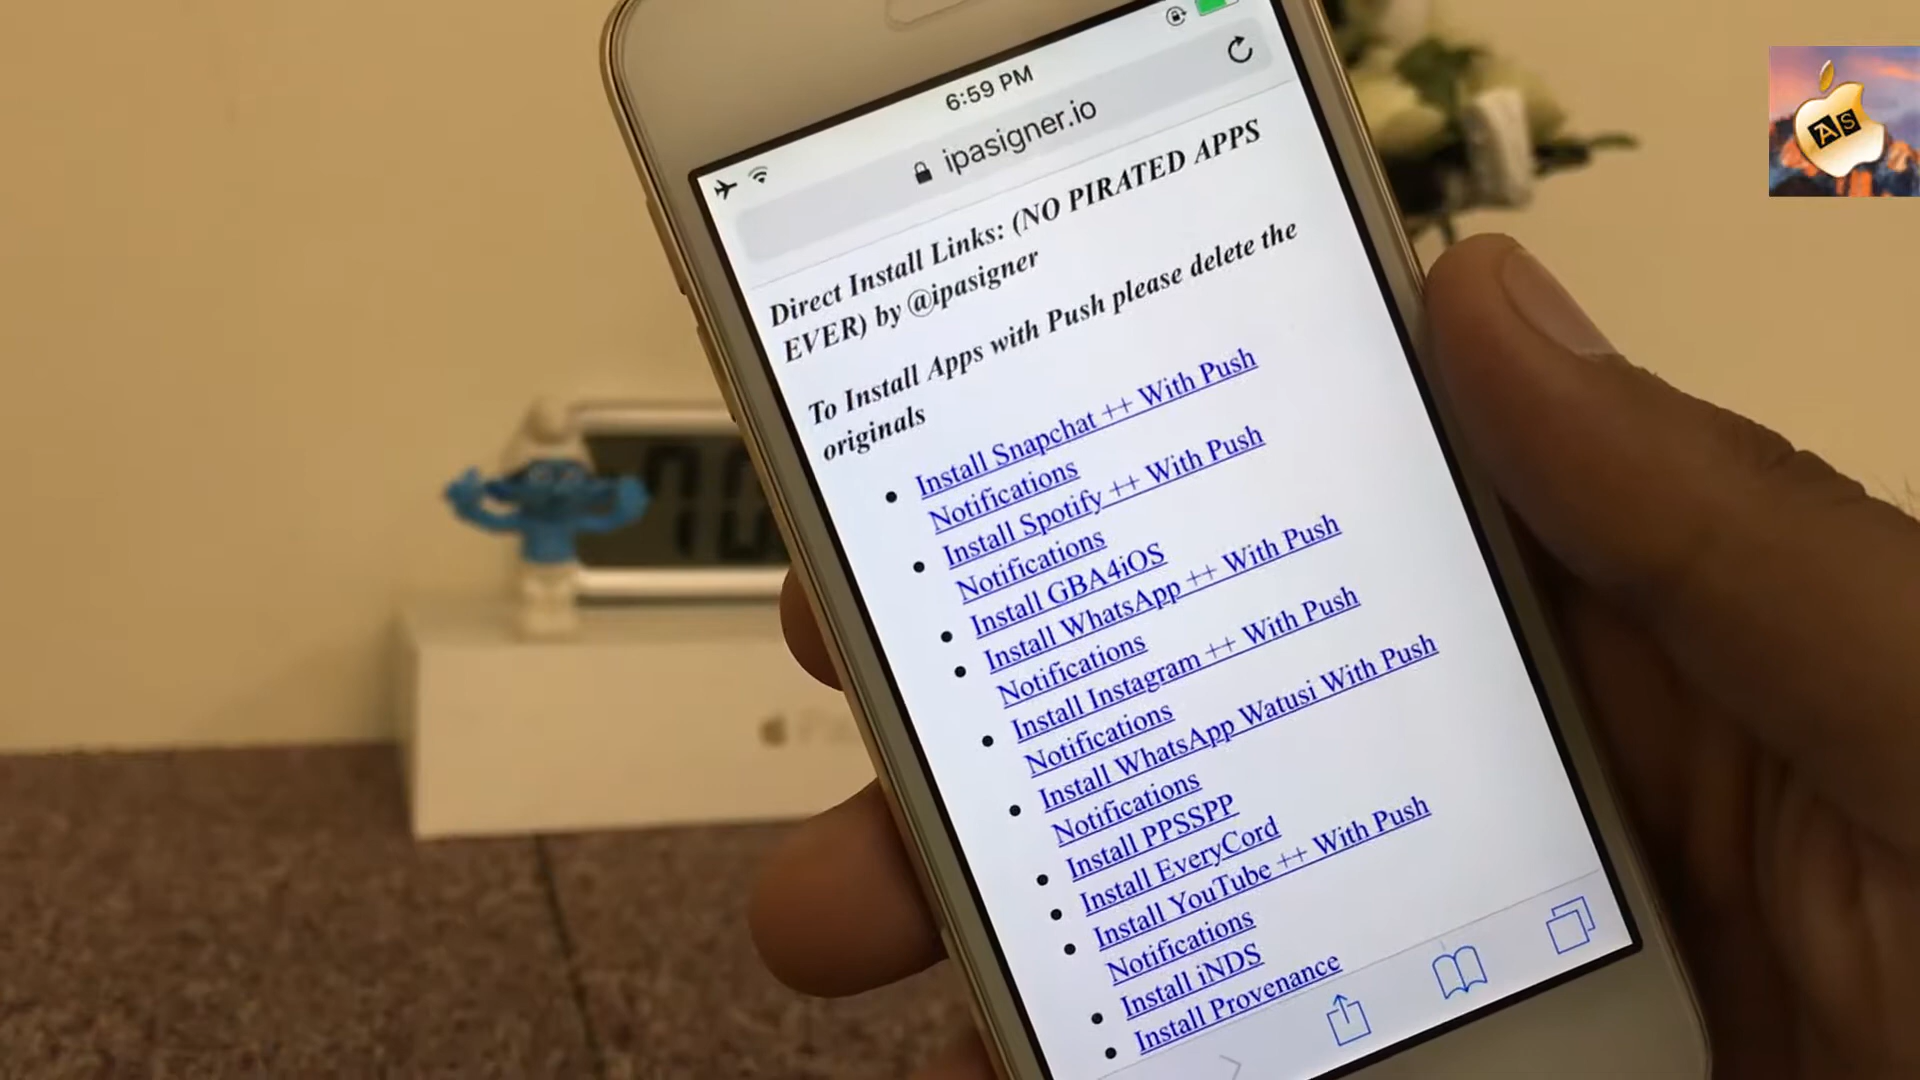 AS
6:59 PM
ipasigner.io
Direct Install Links: (NO PIRATED APPS
EVER) by @ipasigner
To Install Apps with Push please delete the
originals
Install Snapchat ++ With Push
Notifications
Install Spotify ++ With Push
Notifications
Install GBA4iOS
Install WhatsApp ++ With Push
Notifications
Install Instagram ++ With Push
Notifications
Install WhatsApp Watusi With Push
Notifications
Install PPSSPP
Install EveryCord
Install YouTube ++ With Push
Notifications
Install iNDS
Install Provenance